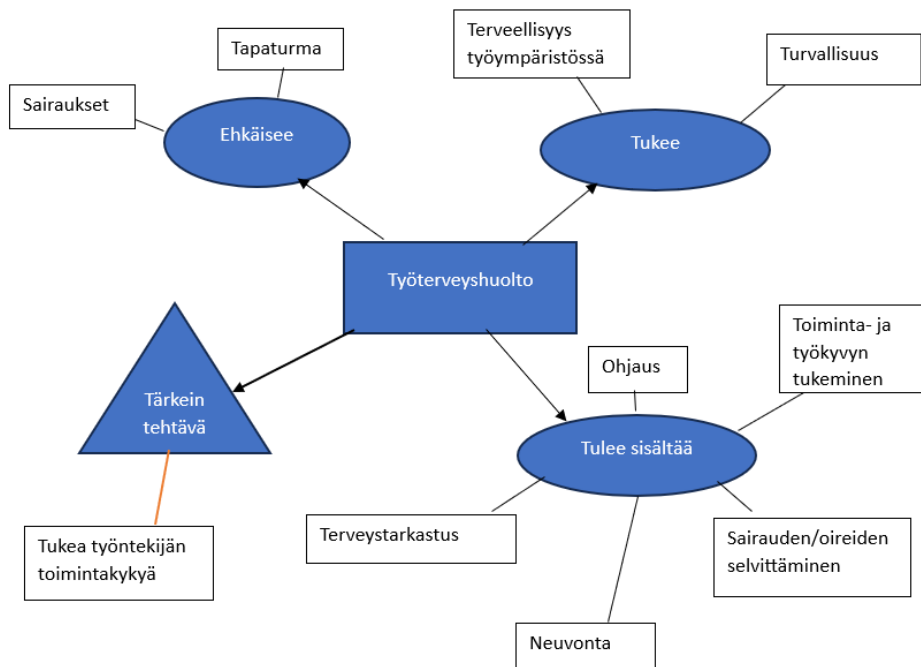 Tapaturma
Sairaukset
Ehkäisee
Terveellisyys
työympäristössä
Turvallisuus
Tukee
Työterveyshuolto
Tärkein
tehtävä
Tukea työntekijän
toimintakykyä
Ohjaus
Toiminta- ja
työkyvyn
tukeminen
Tulee sisältää
Terveystarkastus
Sairauden/oireiden
selvittäminen
Neuvonta